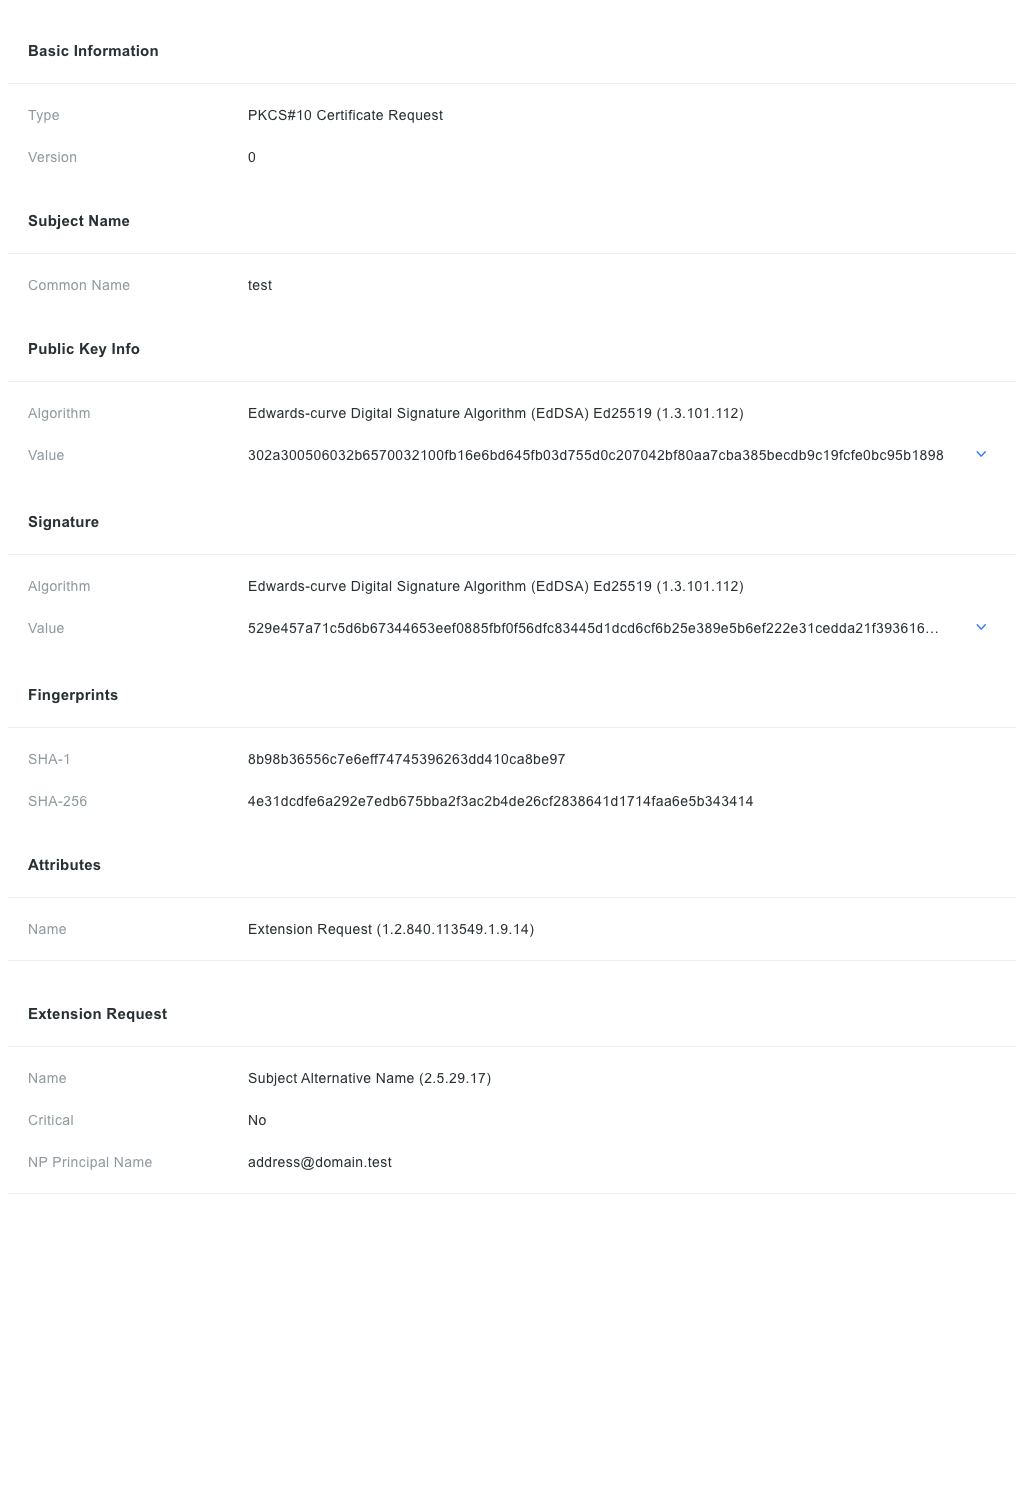 Basic Information
Type PKCS#10 Certificate Request
Version 0
Subject Name
Common Name test
Public Key Info
Algorithm Edwards-curve Digital Signature Algorithm (EdDSA) Ed25519 (1.3.101.112)
Value 302a300506032b6570032100fb16e6bd645fb03d755d0c207042bf80aa7cba385becdb9c19fcfe0bc95b1898
Signature
Algorithm Edwards-curve Digital Signature Algorithm (EdDSA) Ed25519 (1.3.101.112)
Value 529e457a71c5d6b67344653eef0885fbf0f56dfc83445d1dcd6cf6b25e389e5b6ef222e31cedda21f393616...
Fingerprints
SHA-1 8b98b36556c7e6eff74745396263dd410ca8be97
SHA-256 4e31dcdfe6a292e7edb675bba2f3ac2b4de26cf2838641d1714faa6e5b343414
Attributes
Name Extension Request (1.2.840.113549.1.9.14)
Extension Request
Name Subject Alternative Name (2.5.29.17)
Critical No
NP Principal Name address@domain.test